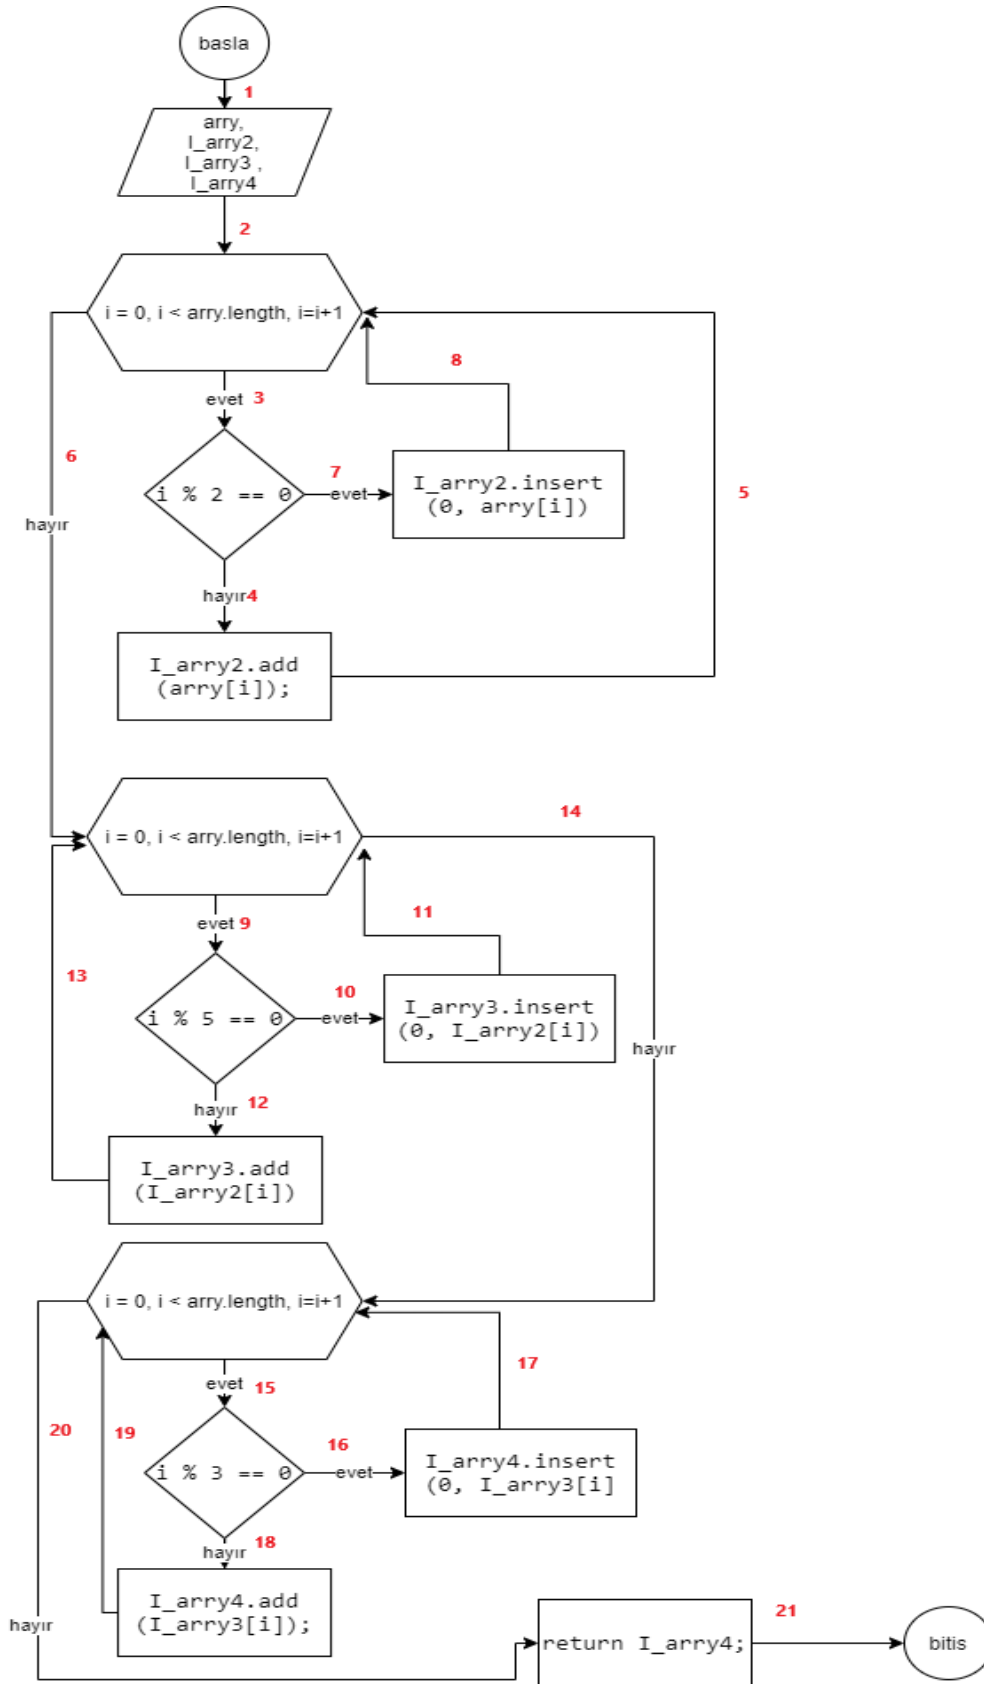 basla
1
arry,
I_arry2,
I_arry3 ,
I_arry4
2
i = 0, i < arry.length, i=i+1
8
evet 3
6
7
i % 2 == 0
evet
I_arry2.insert
(0, arry[i])
5
hayır
hayır4
I_arry2.add
(arry[i]);
14
i = 0, i < arry.length, i=i+1
11
evet 9
13
10
i % 5 == 0
evet
I_arry3.insert
(0, I_arry2[i])
hayır
hayır 12
I_arry3.add
(I_arry2[i])
i = 0, i < arry.length, i=i+1
17
evet 15
20
19
16
i % 3 == 0
evet
I_arry4.insert
(0, I_arry3[i]
hayır 18
I_arry4.add
(I_arry3[i]);
hayır
return I_arry4;
21
bitis